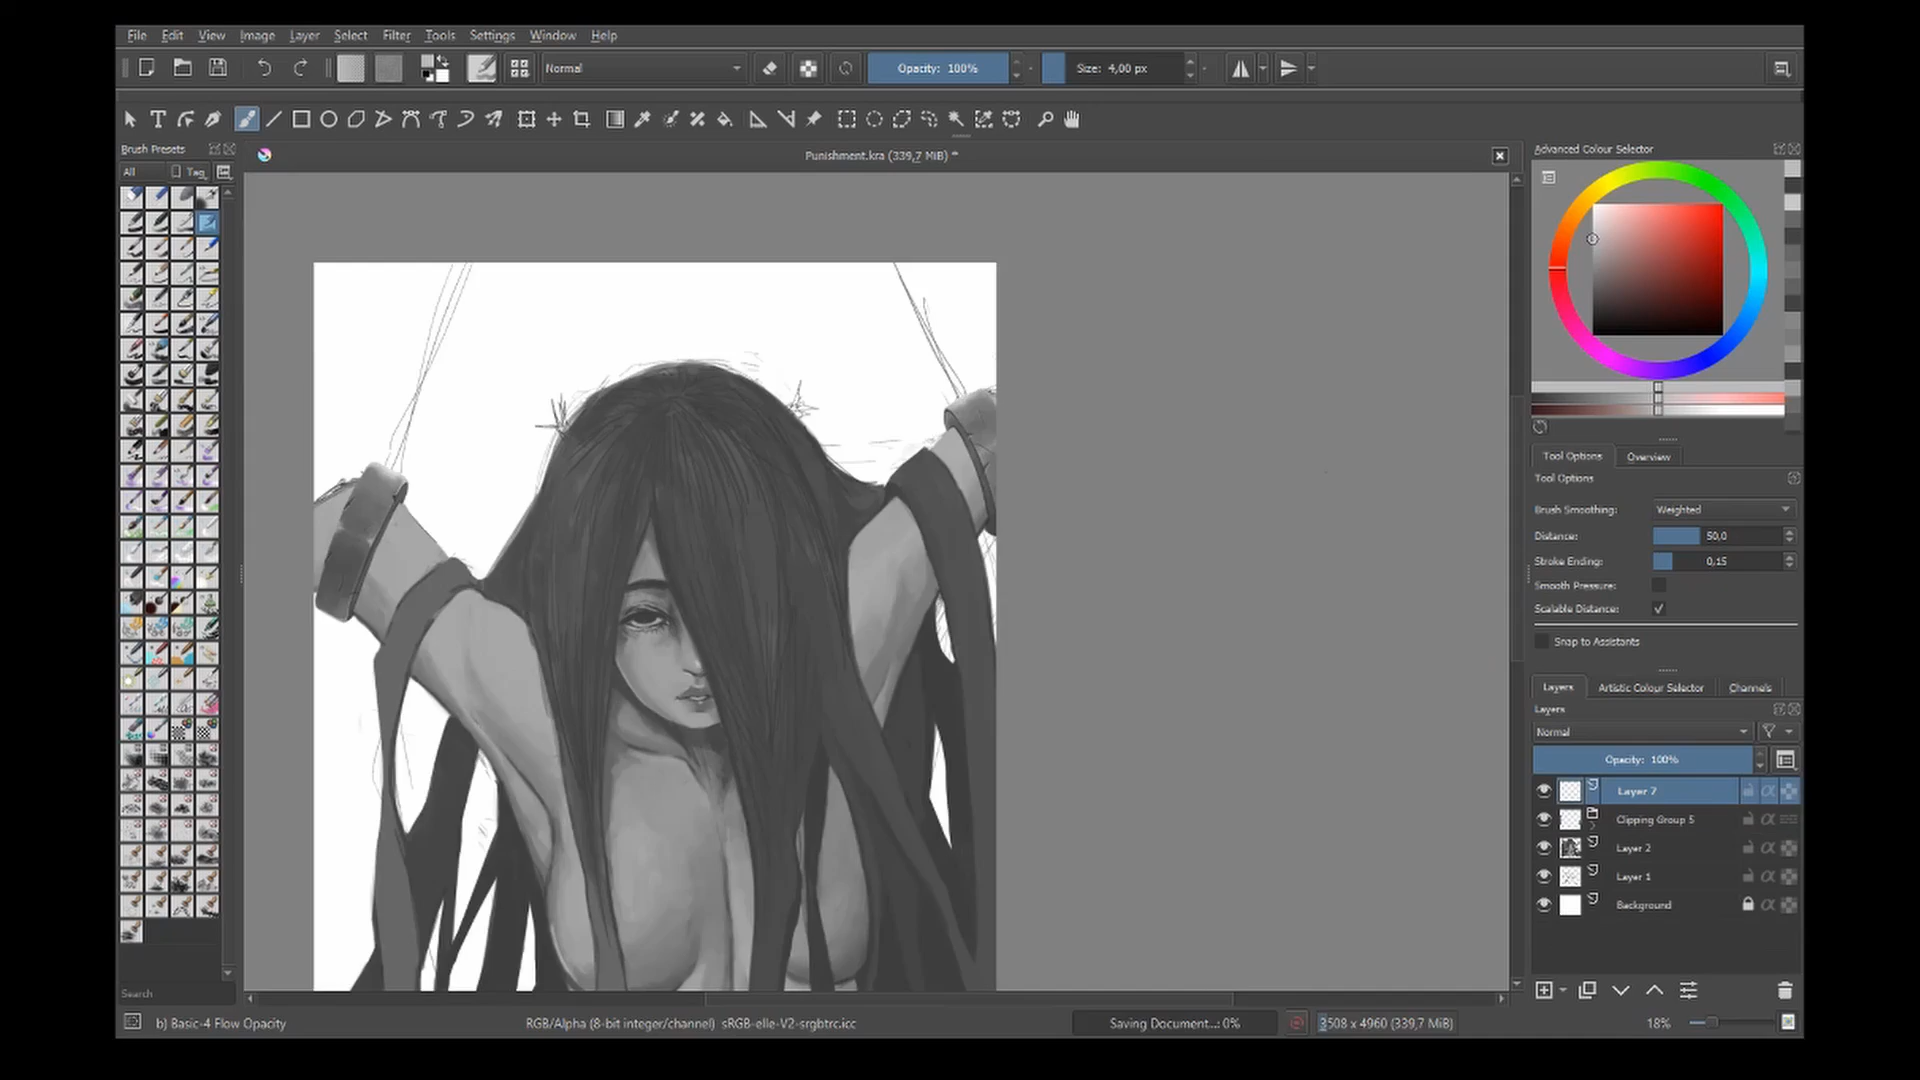 File Edit View Image Layer Select Filter Tools Settings Window Help
Normal
Opacity: 100%
Size: 4,00 px
Brush Presets
Punishment.kra (339,7 MiB) *
Advanced Colour Selector
All
Tag
Tool Options
Overview
Tool Options
Brush Smoothing: Weighted
Distance: 50,0
Stroke Ending: 0,15
Smooth Pressure:
Scalable Distance:
Snap to Assistants
Layers
Artistic Colour Selector
Channels
Layers
Normal
Opacity: 100%
Layer 7
Clipping Group 5
Layer 2
Layer 1
Background
Search
b) Basic-4 Flow Opacity
RGB/Alpha (8-bit integer/channel) sRGB-elle-V2-srgbtrc.icc
Saving Document...: 0%
3508 x 4960 (339,7 MiB)
18%